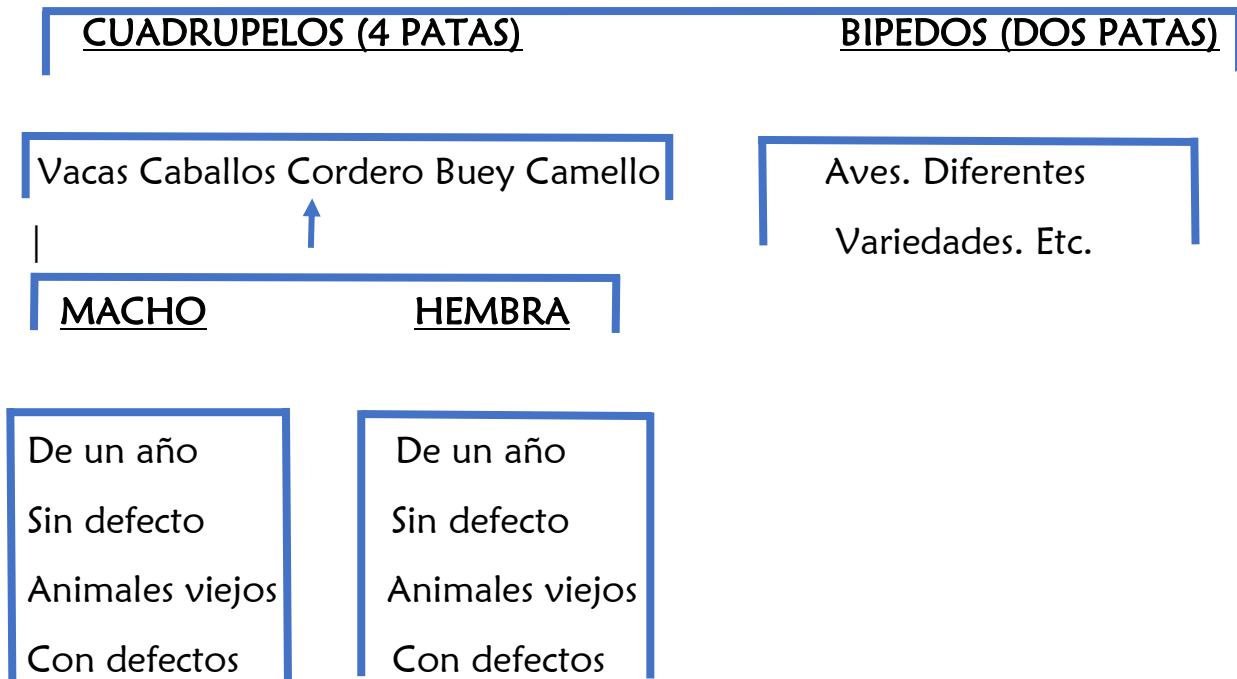 CUADRUPELOS (4 PATAS) BIPEDOS (DOS PATAS)
Vacas Caballos Cordero Buey Camello Aves. Diferentes
| Variedades. Etc.
MACHO HEMBRA
De un año De un año
Sin defecto Sin defecto
Animales viejos Animales viejos
Con defectos Con defectos